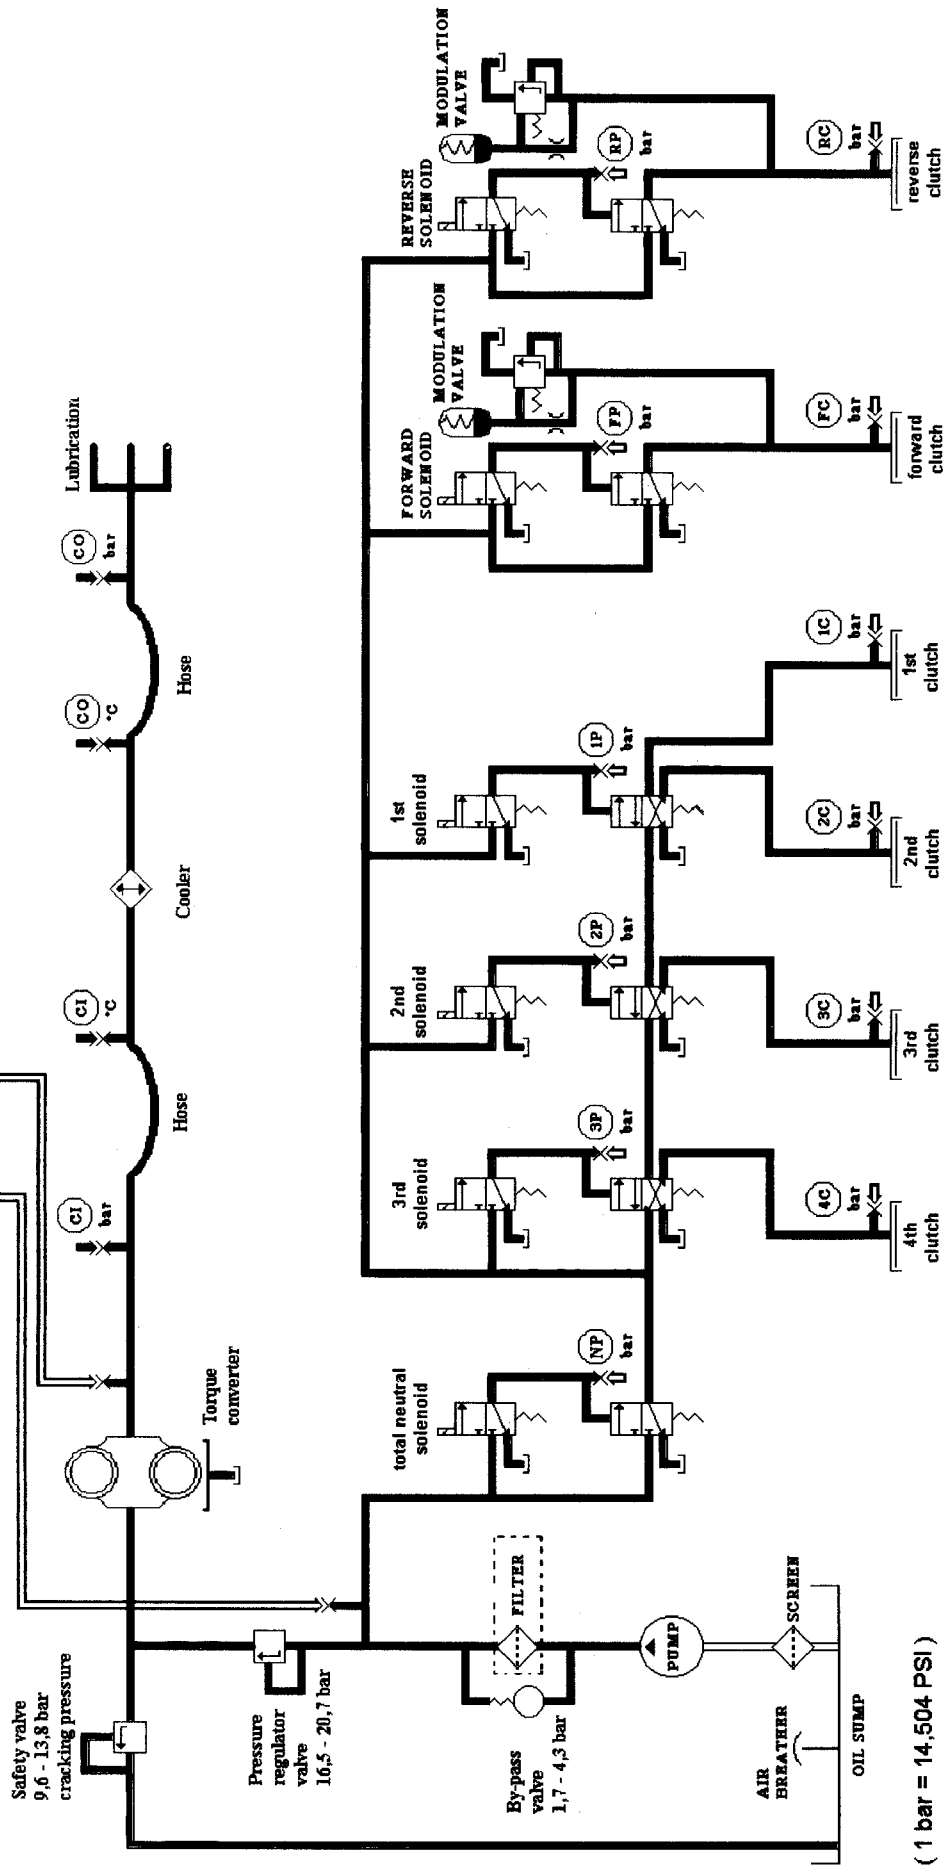 Safety valve
9,6 - 13,8 bar
cracking pressure
Torque
converter
CI
bar
Hose
CI
°C
Cooler
CO
°C
Hose
CO
bar
Lubrication
Pressure
regulator
valve
16,5 - 20,7 bar
By-pass
valve
1,7 - 4,3 bar
FILTER
PUMP
SCREEN
AIR
BREATHER
OIL SUMP
total neutral
solenoid
NP
bar
3rd
solenoid
3P
bar
2nd
solenoid
2P
bar
1st
solenoid
1P
bar
FORWARD
SOLENOID
MODULATION
VALVE
FP
bar
REVERSE
SOLENOID
MODULATION
VALVE
RP
bar
4C
bar
4th
clutch
3C
bar
3rd
clutch
2C
bar
2nd
clutch
1C
bar
1st
clutch
FC
bar
forward
clutch
RC
bar
reverse
clutch
( 1 bar = 14,504 PSI )